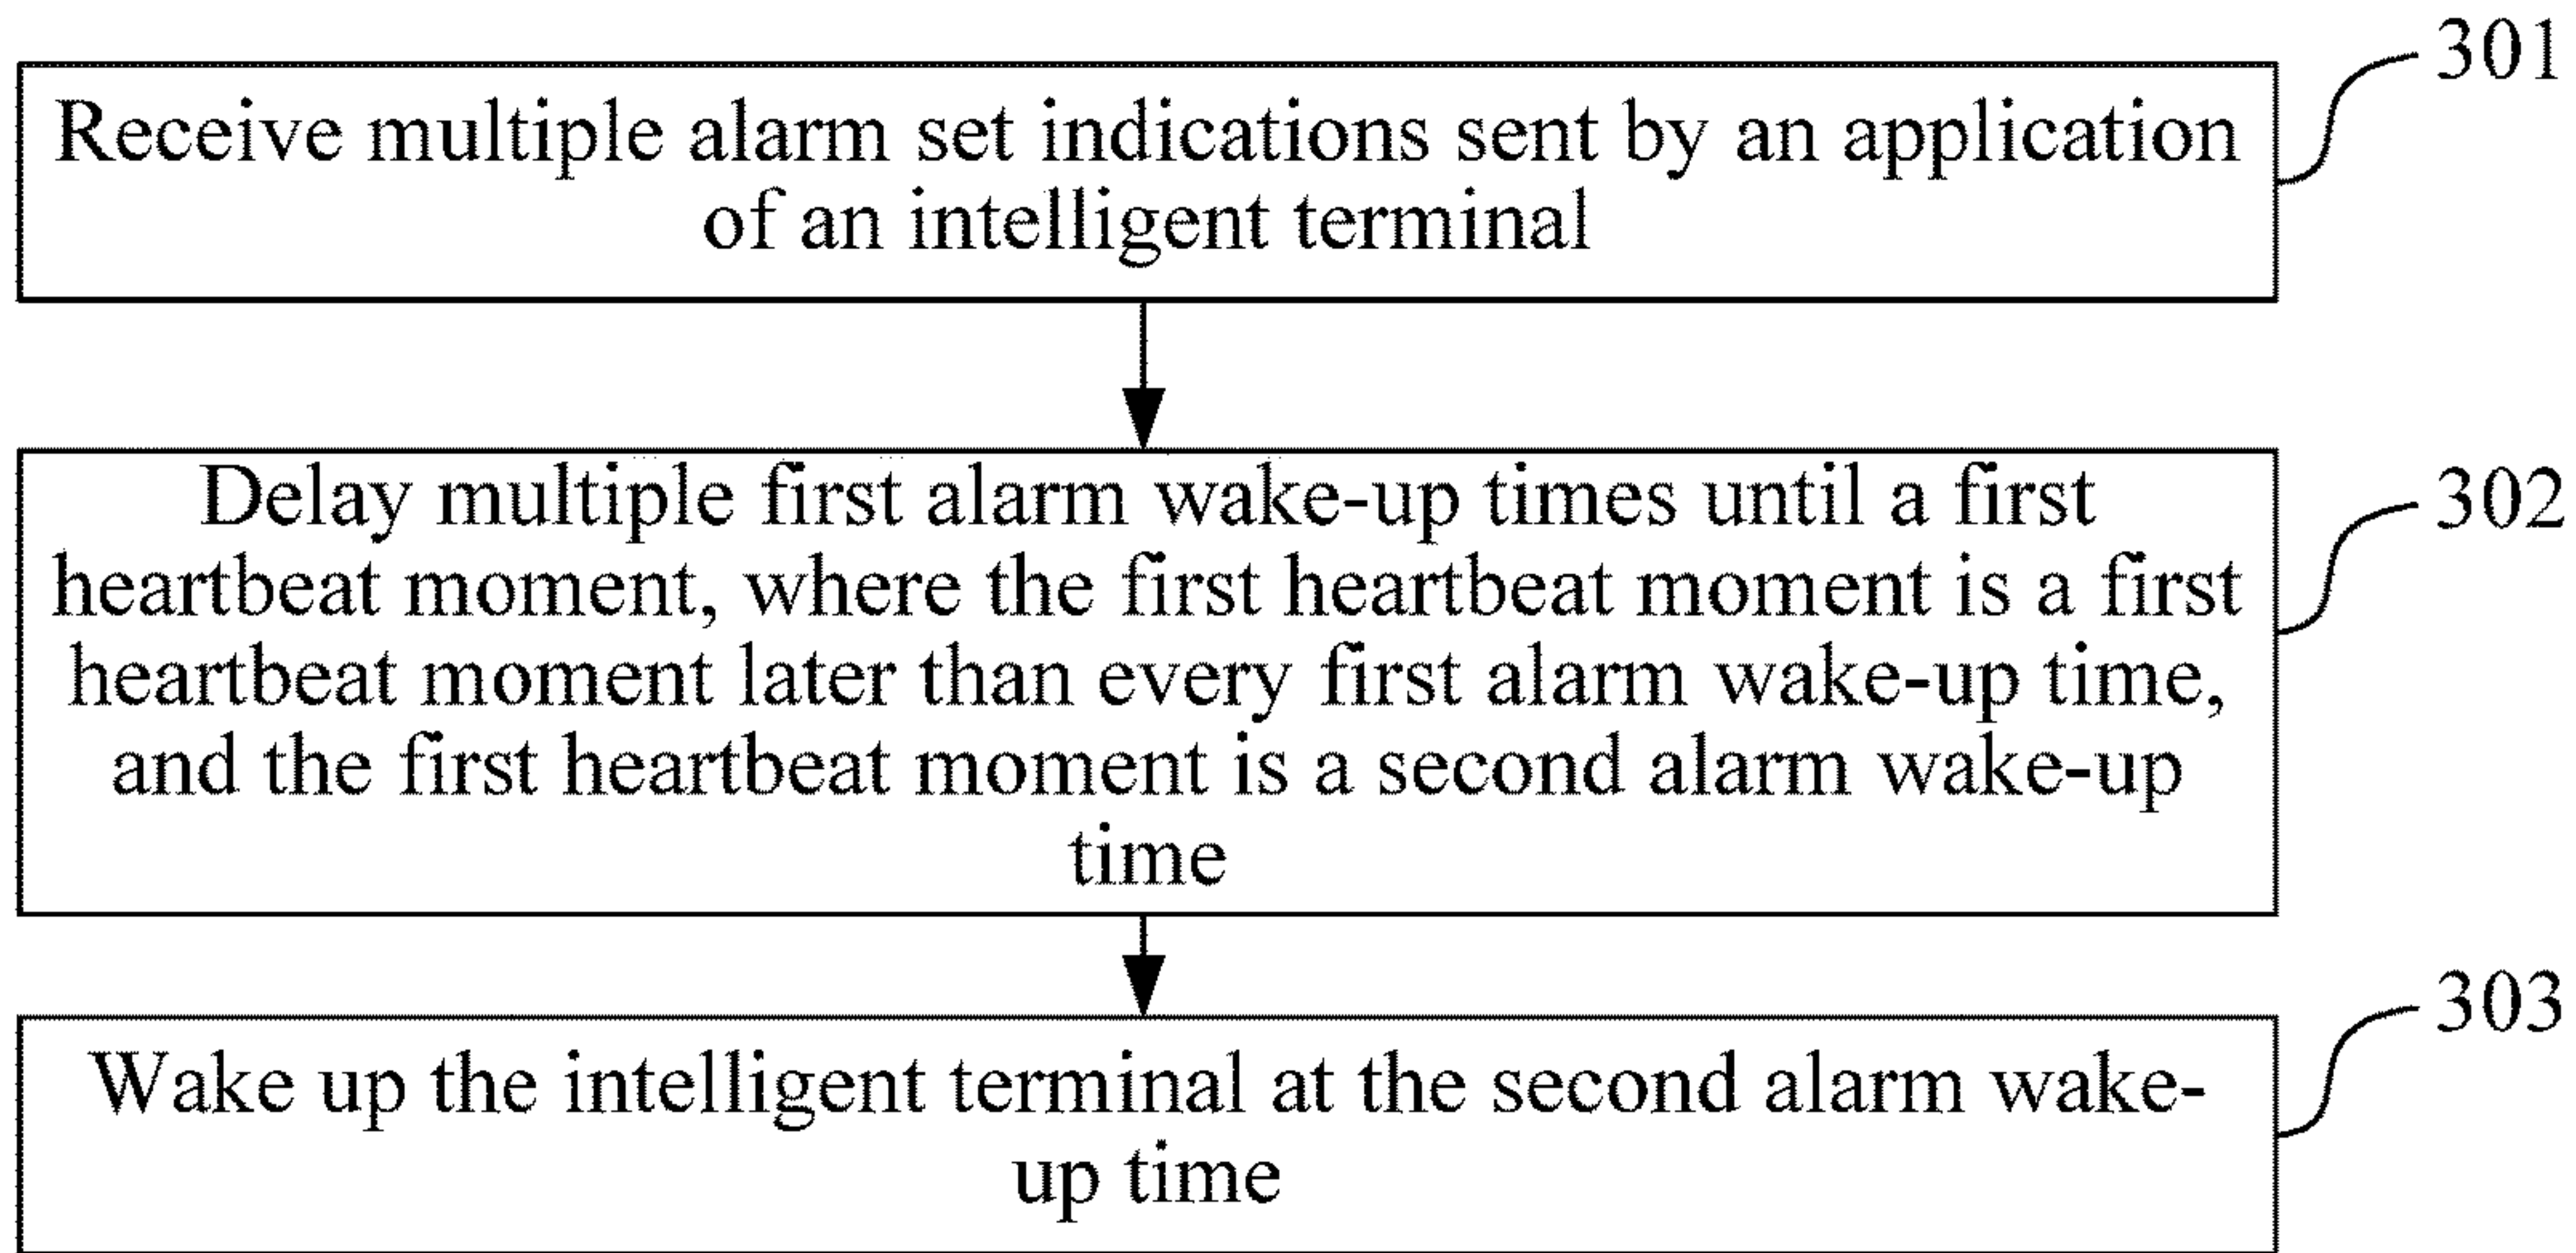 301
Receive multiple alarm set indications sent by an application
of an intelligent terminal
302
Delay multiple first alarm wake-up times until a first
heartbeat moment, where the first heartbeat moment is a first
heartbeat moment later than every first alarm wake-up time,
and the first heartbeat moment is a second alarm wake-up
time
303
Wake up the intelligent terminal at the second alarm wake-
up time